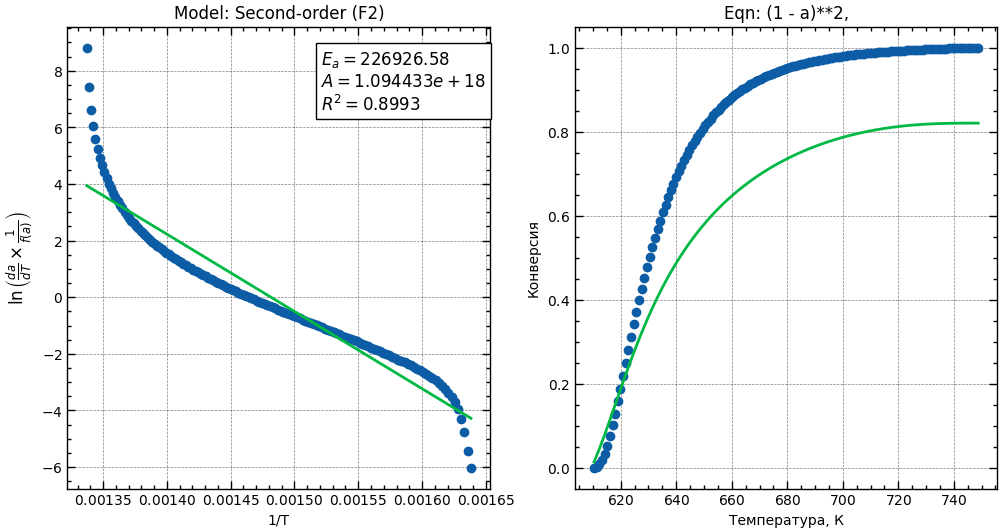 Model: Second-order (F2)
ln (da/dT × 1/f(a))
8
6
4
2
0
−2
−4
−6
E_a = 226926.58
A = 1.094433e + 18
R² = 0.8993
0.00135 0.00140 0.00145 0.00150 0.00155 0.00160 0.00165
1/T
Eqn: (1 - a)**2,
Конверсия
1.0
0.8
0.6
0.4
0.2
0.0
620 640 660 680 700 720 740
Температура, К